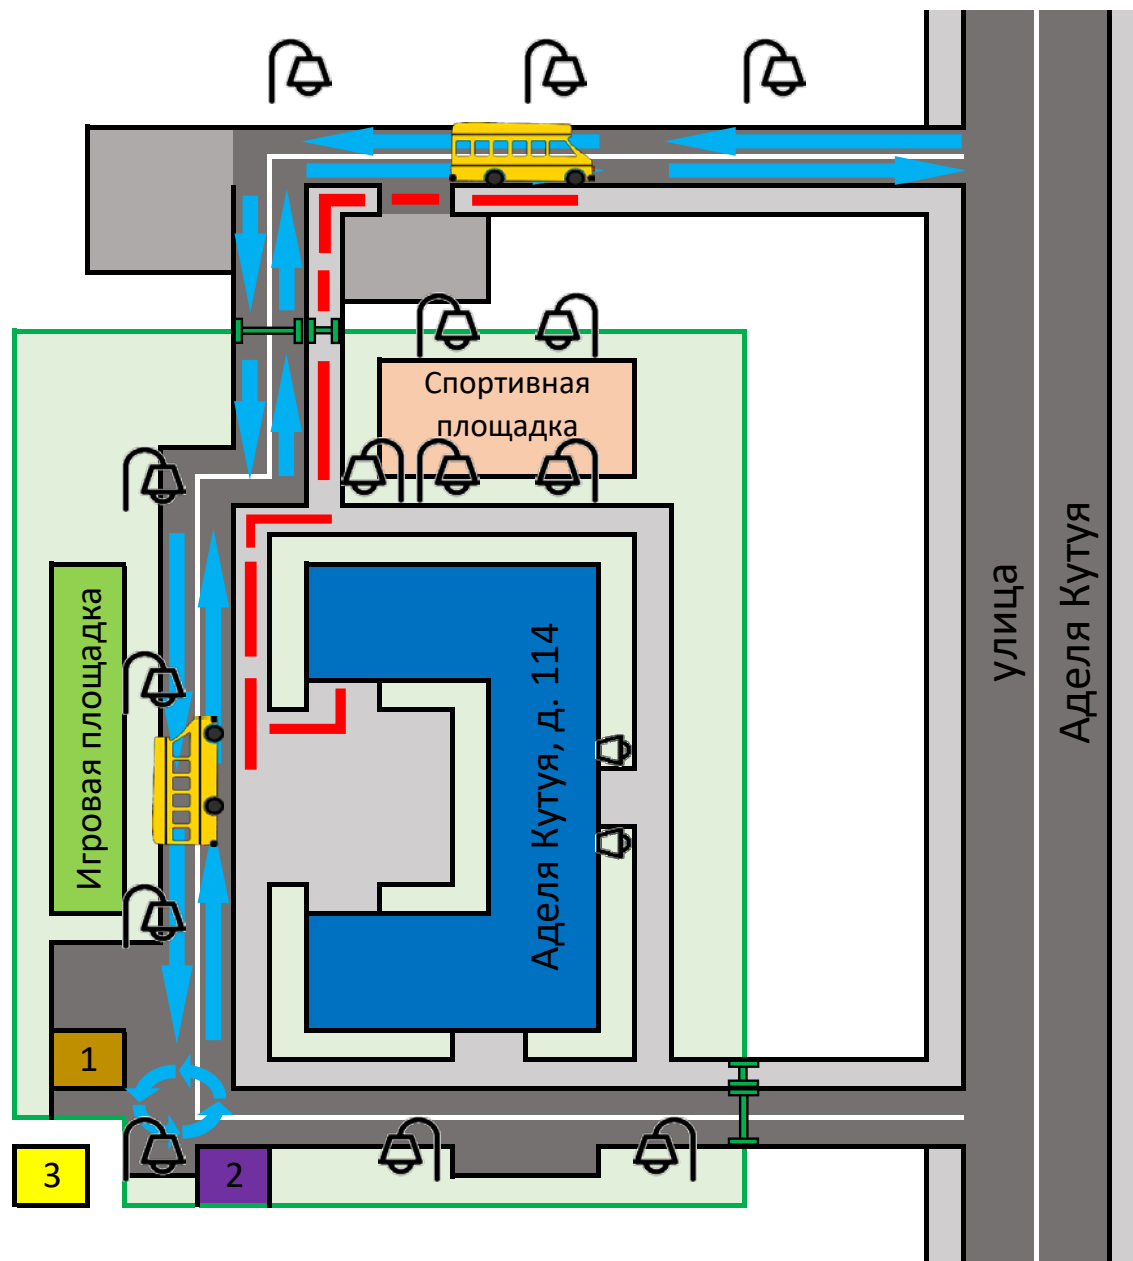 Спортивная
площадка
Игровая площадка
Аделя Кутуя, д. 114
улица
Аделя Кутуя
1
2
3